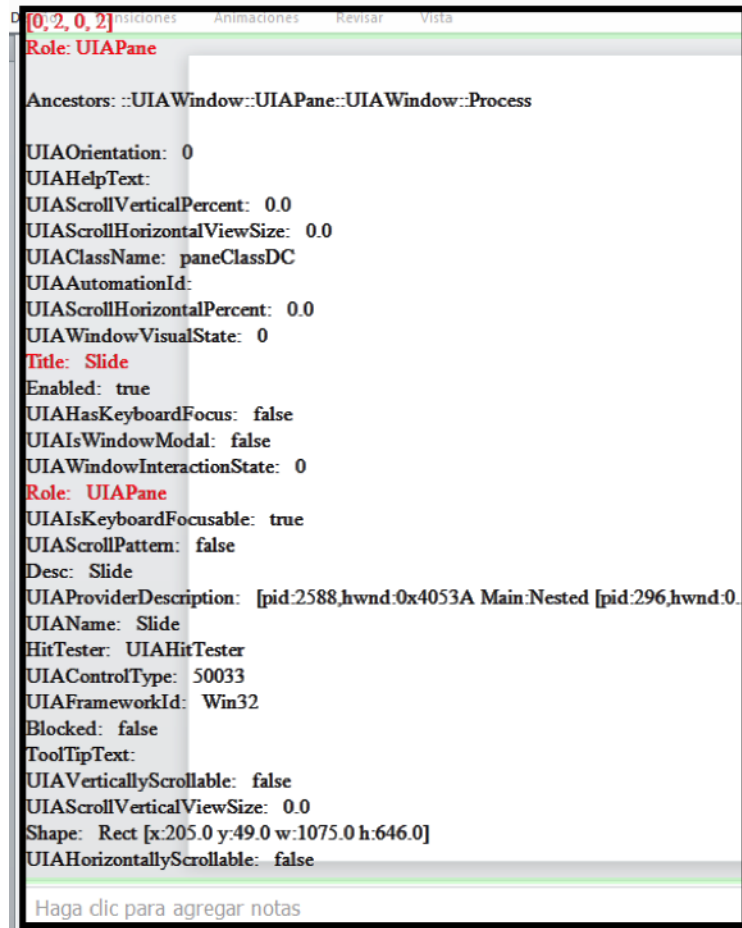 [0, 2, 0, 2] nsiciones Animaciones Revisar Vista
Role: UIAPane
Ancestors: ::UIAWindow::UIAPane::UIAWindow::Process
UIAOrientation: 0
UIAHelpText:
UIAScrollVerticalPercent: 0.0
UIAScrollHorizontalViewSize: 0.0
UIAClassName: paneClassDC
UIAAutomationId:
UIAScrollHorizontalPercent: 0.0
UIAWindowVisualState: 0
Title: Slide
Enabled: true
UIAHasKeyboardFocus: false
UIAIsWindowModal: false
UIAWindowInteractionState: 0
Role: UIAPane
UIAIsKeyboardFocusable: true
UIAScrollPattern: false
Desc: Slide
UIAProviderDescription: [pid:2588,hwnd:0x4053A Main:Nested [pid:296,hwnd:0.
UIAName: Slide
HitTester: UIAHitTester
UIAControlType: 50033
UIAFrameworkId: Win32
Blocked: false
ToolTipText:
UIAVerticallyScrollable: false
UIAScrollVerticalViewSize: 0.0
Shape: Rect [x:205.0 y:49.0 w:1075.0 h:646.0]
UIAHorizontallyScrollable: false
Haga clic para agregar notas